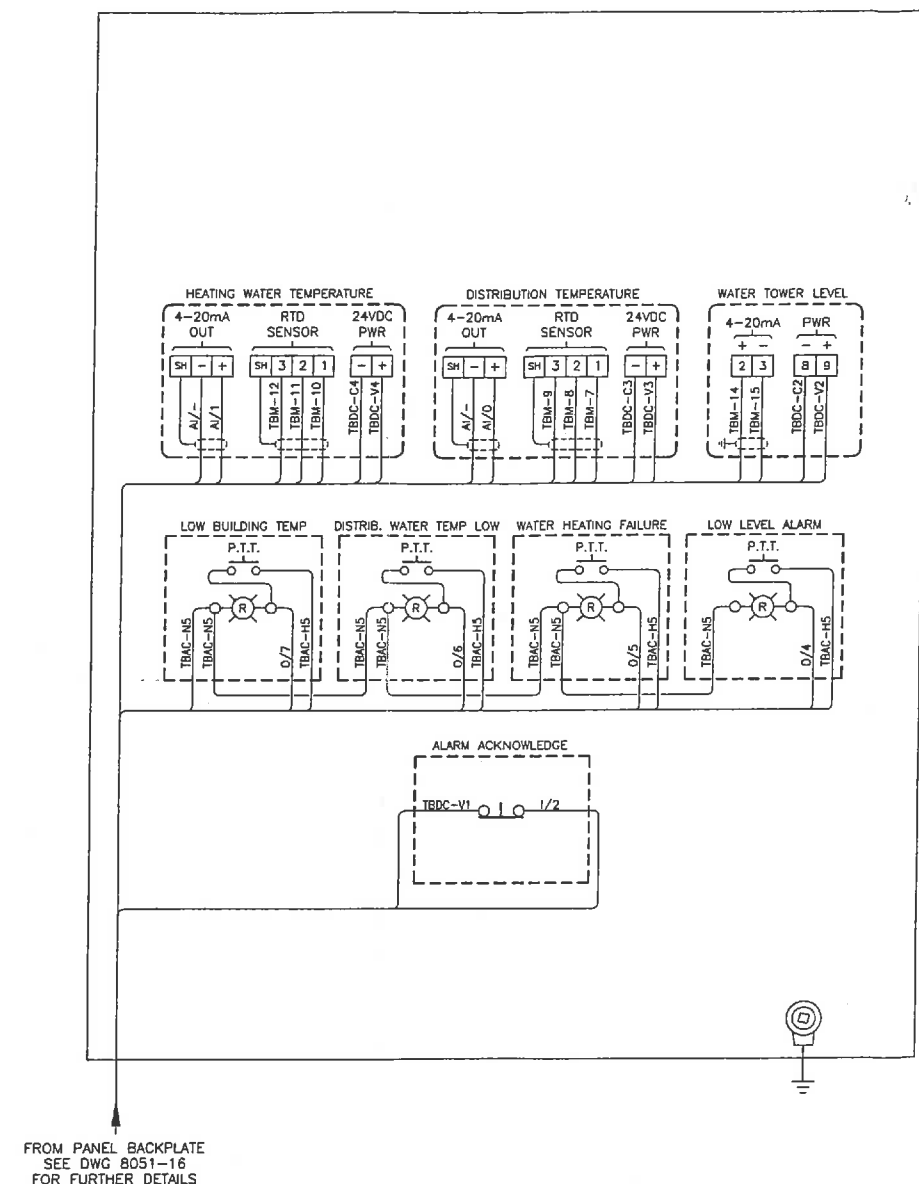 HEATING WATER TEMPERATURE
4-20mA OUT
RTD SENSOR
24VDC PWR
SH - +
SH 3 2 1
- +
AI/-
AI/1
TBM-12
TBM-11
TBM-10
TBDC-C4
TBDC-V4
DISTRIBUTION TEMPERATURE
4-20mA OUT
RTD SENSOR
24VDC PWR
SH - +
SH 3 2 1
- +
AI/-
AI/0
TBM-9
TBM-8
TBM-7
TBDC-C3
TBDC-V3
WATER TOWER LEVEL
4-20mA
PWR
+ -
- +
2 3
8 9
TBM-14
TBM-15
TBDC-C2
TBDC-V2
LOW BUILDING TEMP
P.T.T.
R
TBAC-N5
TBAC-N5
O/7
TBAC-H5
DISTRIB. WATER TEMP LOW
P.T.T.
R
TBAC-N5
TBAC-N5
O/6
TBAC-H5
WATER HEATING FAILURE
P.T.T.
R
TBAC-N5
TBAC-N5
O/5
TBAC-H5
LOW LEVEL ALARM
P.T.T.
R
TBAC-N5
O/4
TBAC-H5
ALARM ACKNOWLEDGE
TBDC-V1
I/2
FROM PANEL BACKPLATE
SEE DWG 8051-16
FOR FURTHER DETAILS